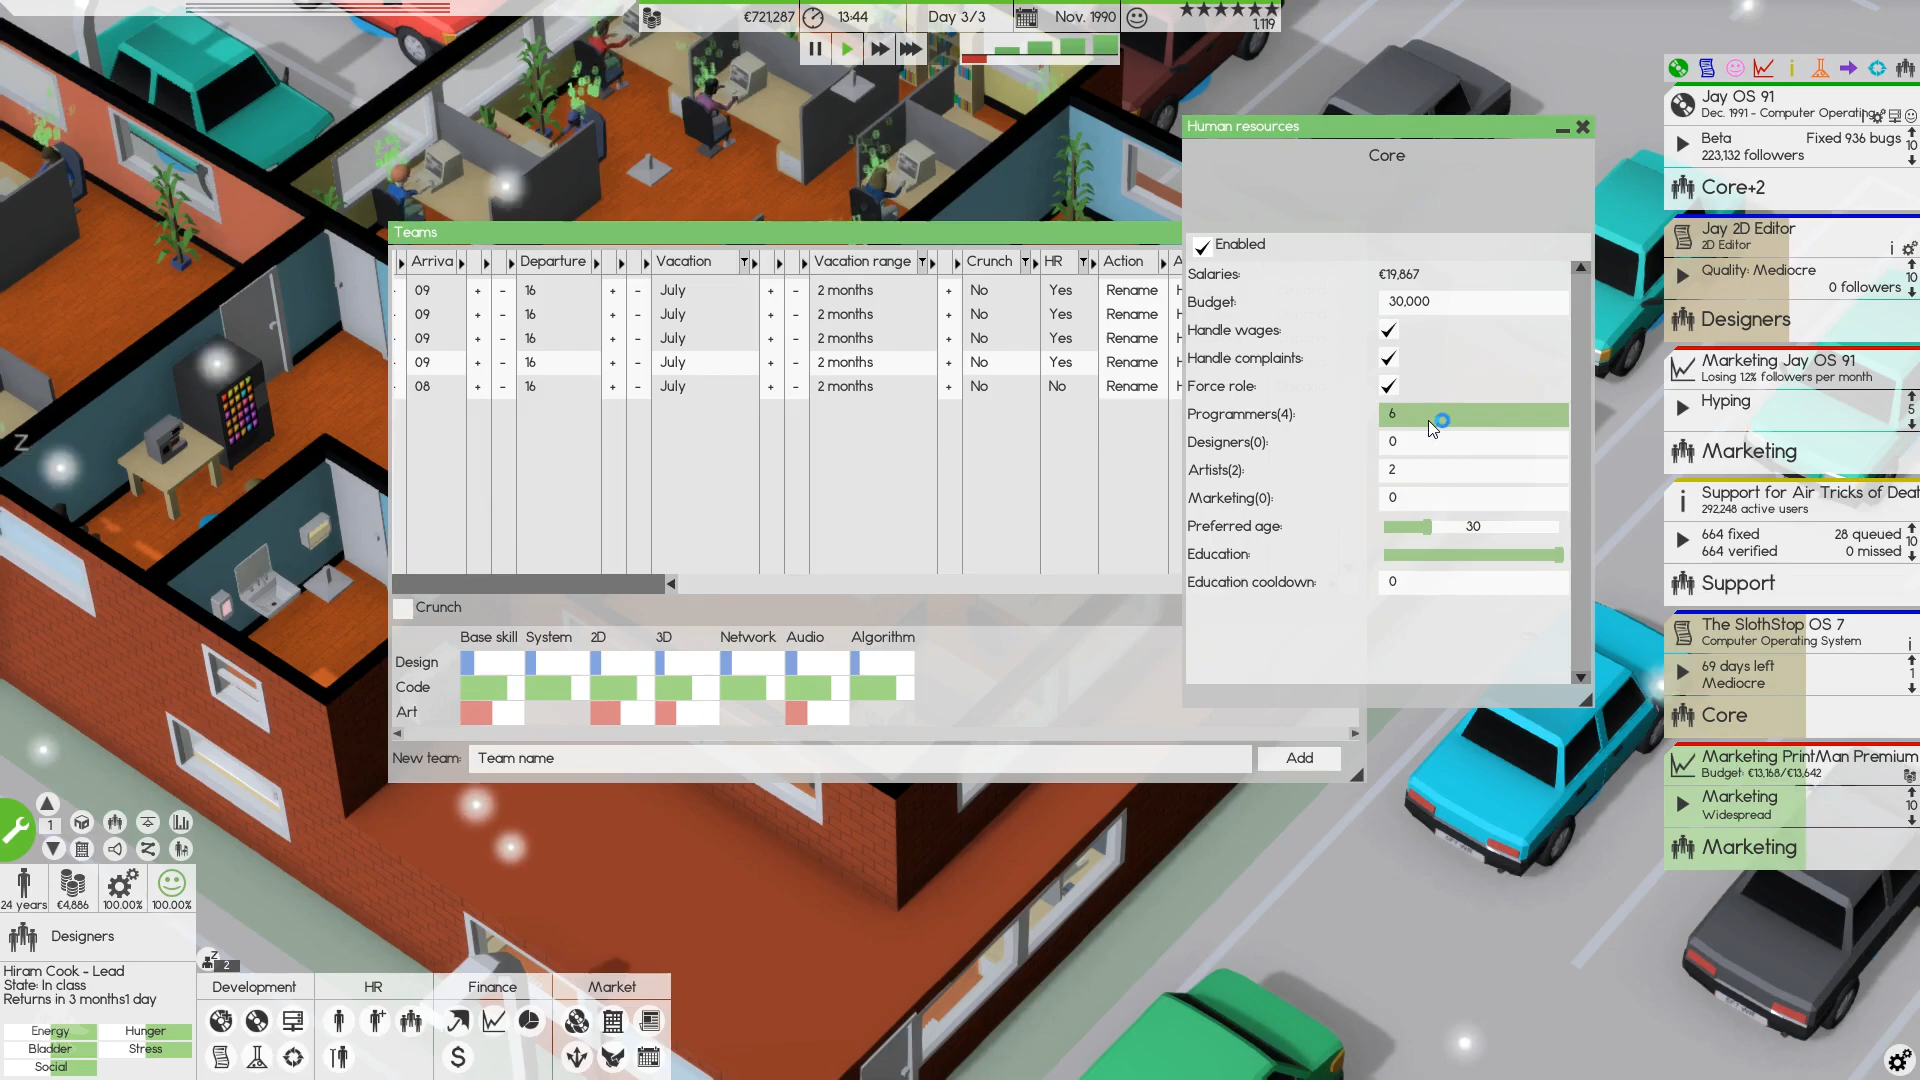 €721,287
13:44
Day 3/3
Nov. 1990
1,119
Human resources
Core
Enabled
Salaries: €19,867
Budget: 30,000
Handle wages:
Handle complaints:
Force role:
Programmers(4): 6
Designers(0): 0
Artists(2): 2
Marketing(0): 0
Preferred age: 30
Education:
Education cooldown: 0
Teams
Arriva Departure Vacation Vacation range Crunch HR Action
09 + - 16 + - July + - 2 months + No Yes Rename
09 + - 16 + - July + - 2 months + No Yes Rename
09 + - 16 + - July + - 2 months + No Yes Rename
09 + - 16 + - July + - 2 months + No Yes Rename
08 + - 16 + - July + - 2 months + No No Rename
Crunch
Base skill System 2D 3D Network Audio Algorithm
Design
Code
Art
New team: Team name Add
Jay OS 91
Dec. 1991 - Computer Operating
Beta Fixed 936 bugs
223,132 followers
10
Core+2
Jay 2D Editor
2D Editor
Quality: Mediocre
0 followers
10
Designers
Marketing Jay OS 91
Losing 12% followers per month
Hyping
5
Marketing
Support for Air Tricks of Deat
292,248 active users
664 fixed 28 queued
664 verified 0 missed
10
Support
The SlothStop OS 7
Computer Operating System
69 days left
Mediocre
1
Core
Marketing PrintMan Premium
Budget: €13,168/€13,642
Marketing
Widespread
10
Marketing
Z
1
24 years €4,886 100.00% 100.00%
Designers
Hiram Cook - Lead
State: In class
Returns in 3 months1 day
Energy Hunger
Bladder Stress
Social
Z
2
Development HR Finance Market